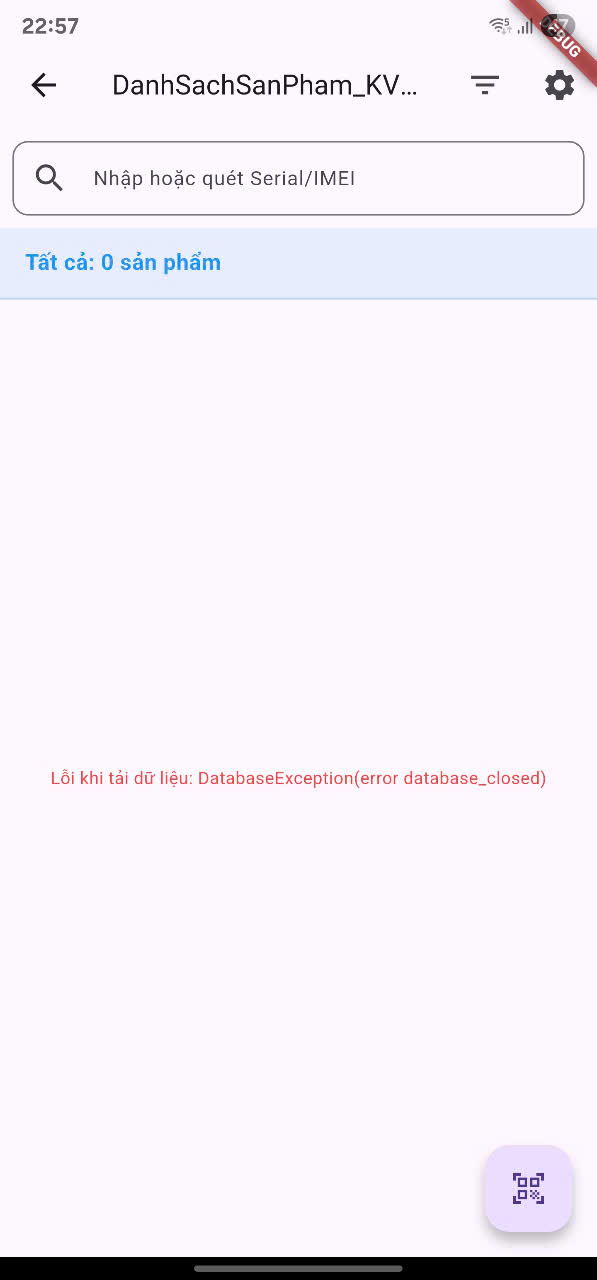 22:57
DanhSachSanPham_KV...
Nhập hoặc quét Serial/IMEI
Tất cả: 0 sản phẩm
Lỗi khi tải dữ liệu: DatabaseException(error database_closed)